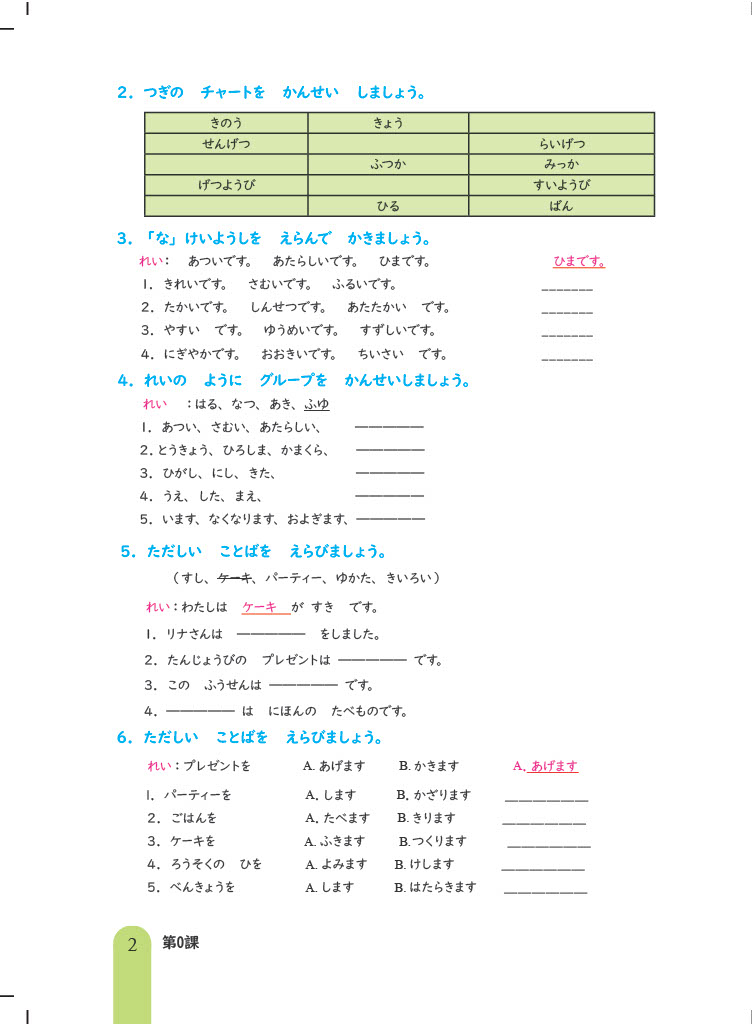 2. つぎの チャートを かんせい しましょう。
きのう きょう
せんげつ らいげつ
ふつか みっか
げつようび すいようび
ひる ばん
3. 「な」けいようしを えらんで かきましょう。
れい: あついです。 あたらしいです。 ひまです。 ひまです。
1. きれいです。 さむいです。 ふるいです。 _______
2. たかいです。 しんせつです。 あたたかい です。 _______
3. やすい です。 ゆうめいです。 すずしいです。 _______
4. にぎやかです。 おおきいです。 ちいさい です。 _______
4. れいの ように グループを かんせいしましょう。
れい :はる、なつ、あき、ふゆ
1. あつい、さむい、あたらしい、 —————
2. とうきょう、ひろしま、かまくら、 —————
3. ひがし、にし、きた、 —————
4. うえ、した、まえ、 —————
5. います、なくなります、およぎます、—————
5. ただしい ことばを えらびましょう。
(すし、ケーキ、パーティー、ゆかた、きいろい)
れい:わたしは ケーキ が すき です。
1. リナさんは ————— をしました。
2. たんじょうびの プレゼントは ————— です。
3. この ふうせんは ————— です。
4. ————— は にほんの たべものです。
6. ただしい ことばを えらびましょう。
れい:プレゼントを A. あげます B. かきます A. あげます
1. パーティーを A. します B. かざります ____________
2. ごはんを A. たべます B. きります ____________
3. ケーキを A. ふきます B. つくります ____________
4. ろうそくの ひを A. よみます B. けします ____________
5. べんきょうを A. します B. はたらきます ____________
2 第0課